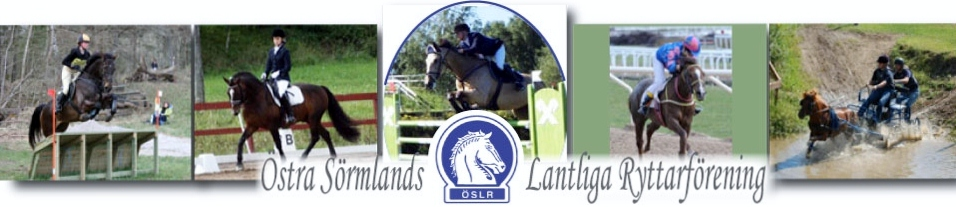 B
Östra Sörmlands Lantliga Ryttarförening
ÖSLR